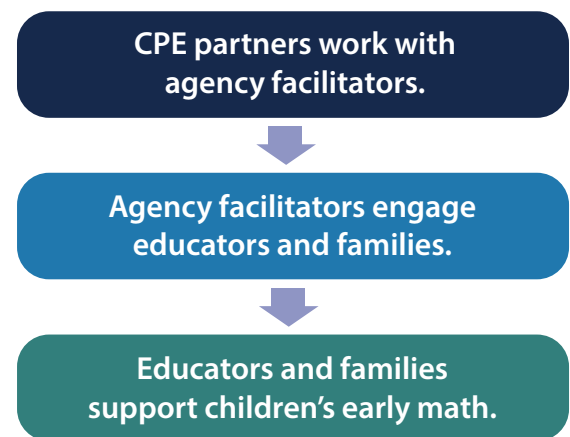 CPE partners work with
agency facilitators.
Agency facilitators engage
educators and families.
Educators and families
support children’s early math.